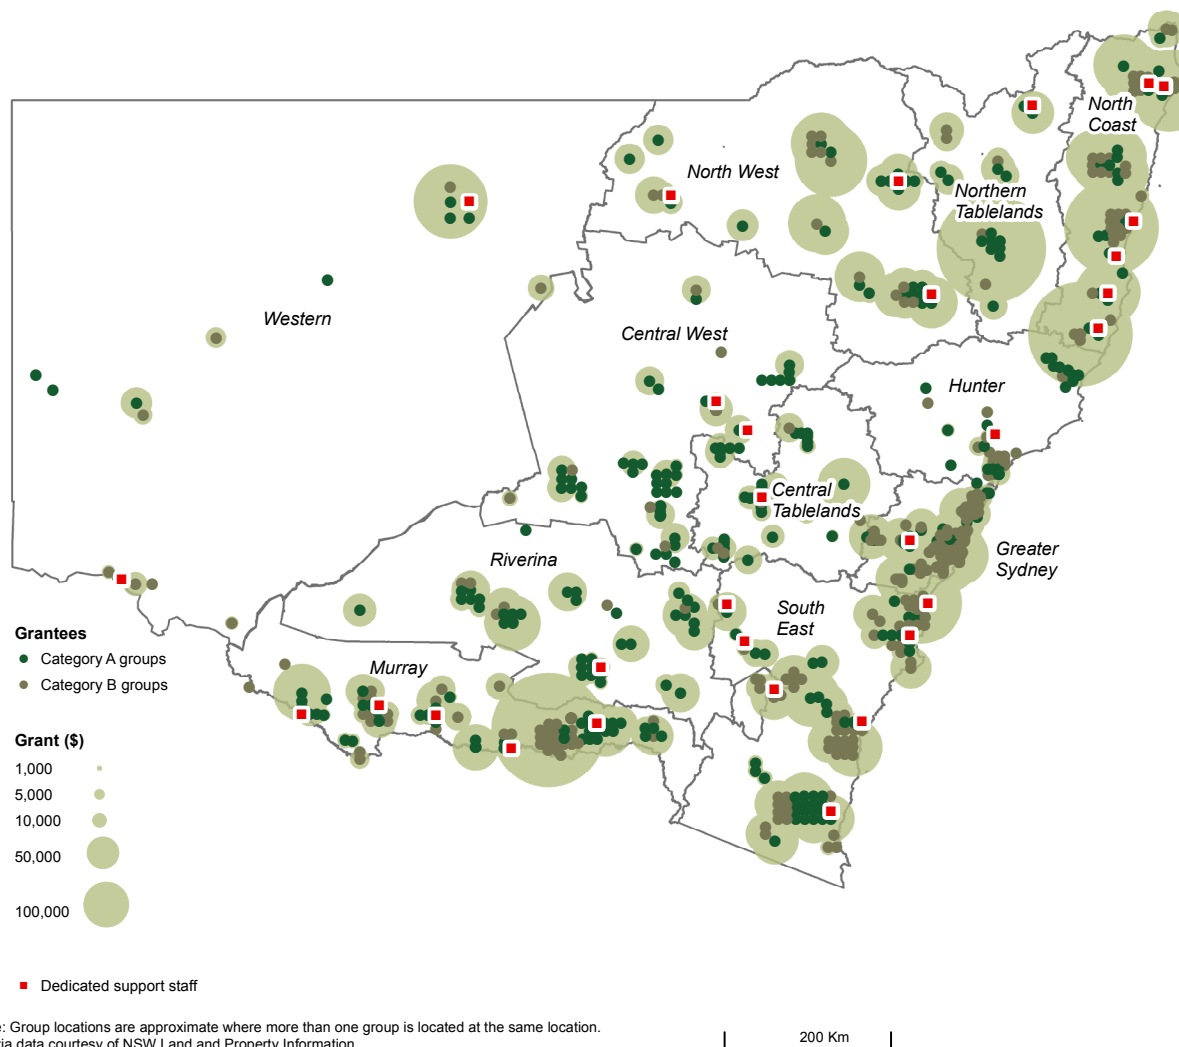 North
Coast
North West
Northern
Tablelands
Western
Central West
Hunter
Central
Tablelands
Greater
Sydney
Riverina
South
East
Murray
Grantees
Category A groups
Category B groups
Grant ($)
1,000
5,000
10,000
50,000
100,000
Dedicated support staff
: Group locations are approximate where more than one group is located at the same location.
data courtesy of NSW Land and Property Information
200 Km